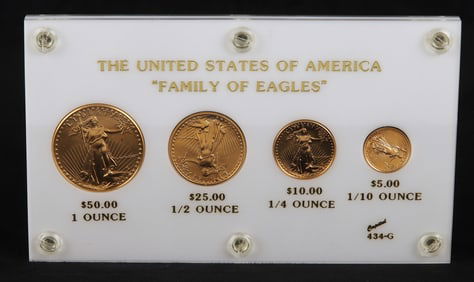 THE UNITED STATES OF AMERICA
"FAMILY OF EAGLES"
$50.00
1 OUNCE
$25.00
1/2 OUNCE
$10.00
1/4 OUNCE
$5.00
1/10 OUNCE
Capital
434-G